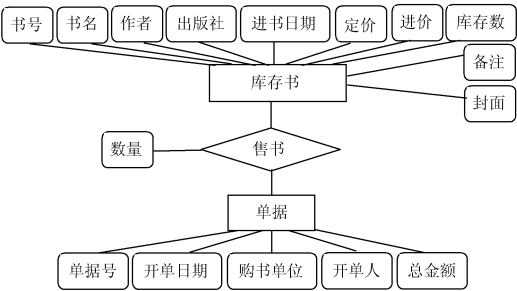 书号 书名 作者 出版社 进书日期 定价 进价 库存数
备注
库存书
封面
数量 售书
单据
单据号 开单日期 购书单位 开单人 总金额